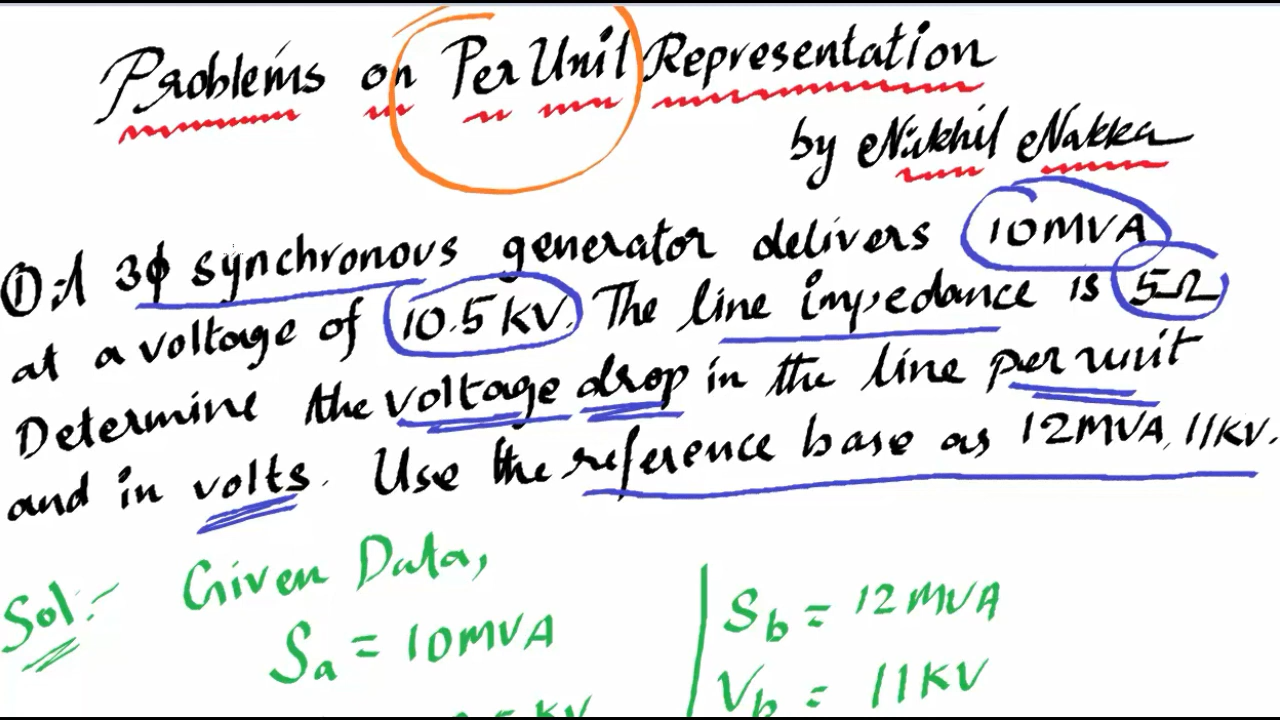 Problems on Per Unit Representation
by Nikhil Nakka
① A 3ϕ synchronous generator delivers 10MVA
at a voltage of 10.5 KV. The line impedance is 5Ω
Determine the voltage drop in the line per unit
and in volts. Use the reference base as 12MVA, 11KV.
Sol:- Given Data,
Sa = 10MVA
Sb = 12MVA
Vb = 11KV